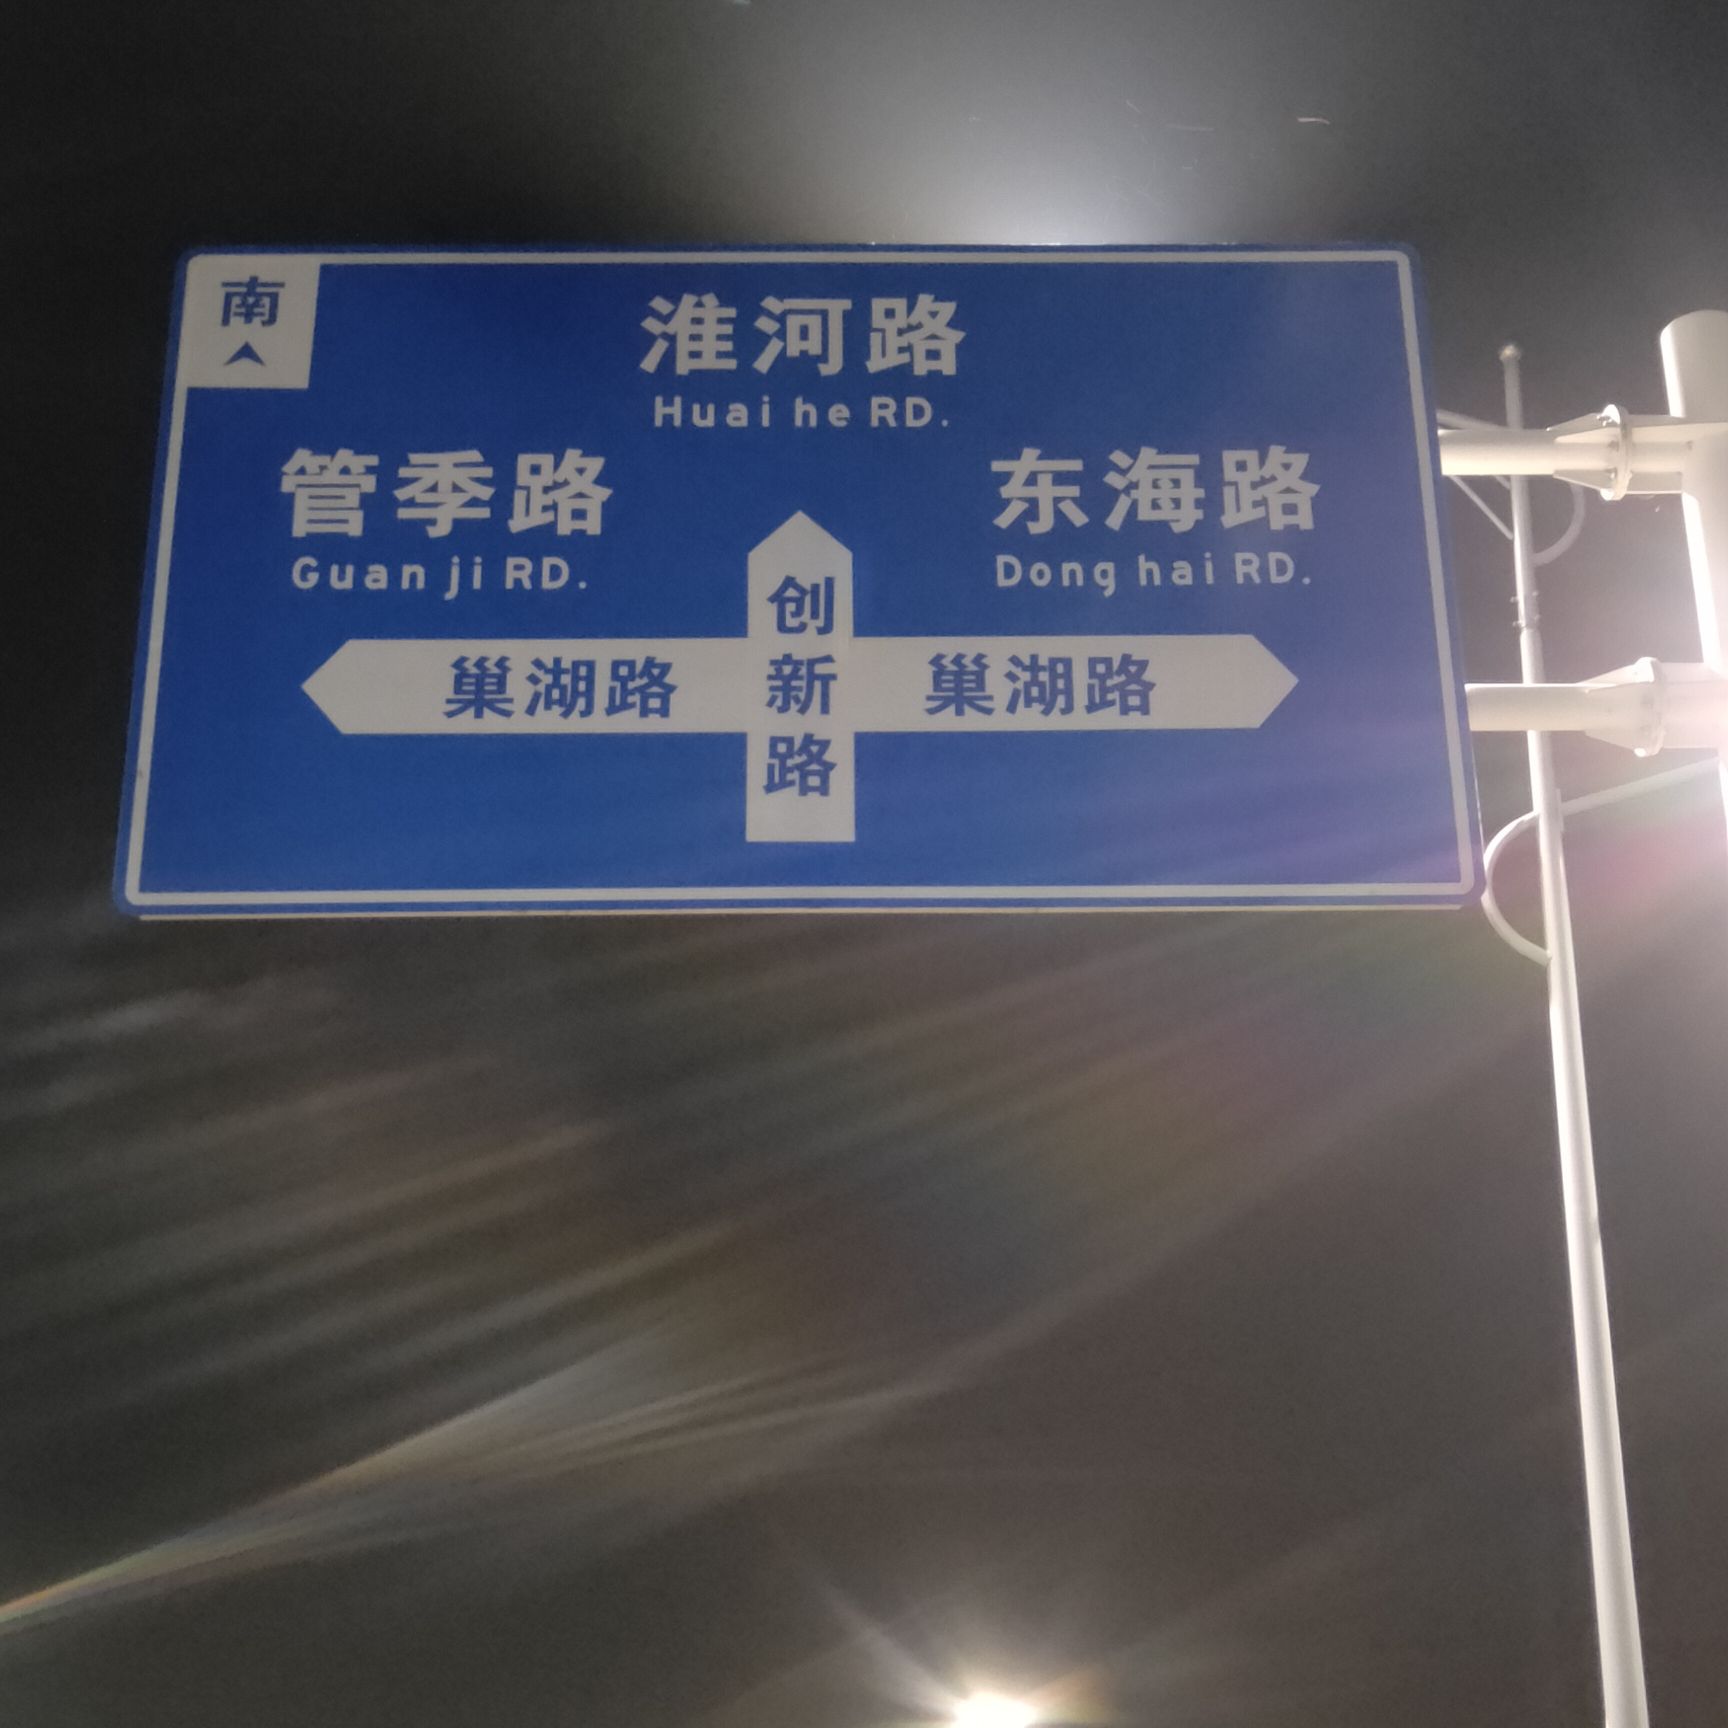 南
淮河路
Huai he RD.
管季路
Guan ji RD.
东海路
Dong hai RD.
创新路
巢湖路
巢湖路